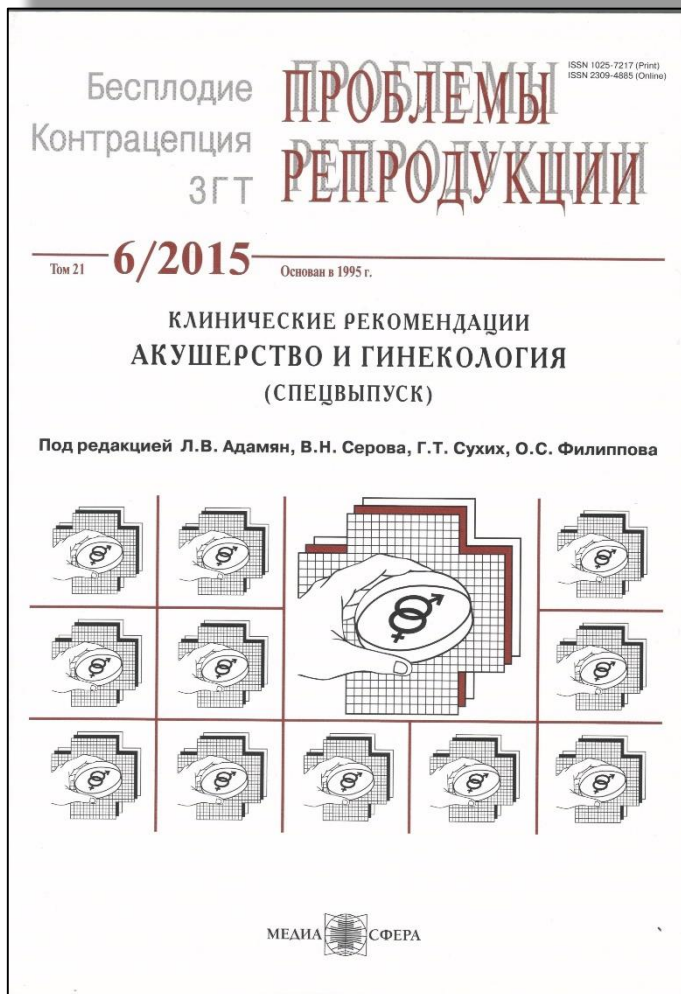 Бесплодие
Контрацепция
ЗГТ
ПРОБЛЕМЫ
РЕПРОДУКЦИИ
ISSN 1025-7217 (Print)
ISSN 2309-4885 (Online)
Том 21
6/2015
Основан в 1995 г.
КЛИНИЧЕСКИЕ РЕКОМЕНДАЦИИ
АКУШЕРСТВО И ГИНЕКОЛОГИЯ
(СПЕЦВЫПУСК)
Под редакцией Л.В. Адамян, В.Н. Серова, Г.Т. Сухих, О.С. Филиппова
МЕДИА СФЕРА